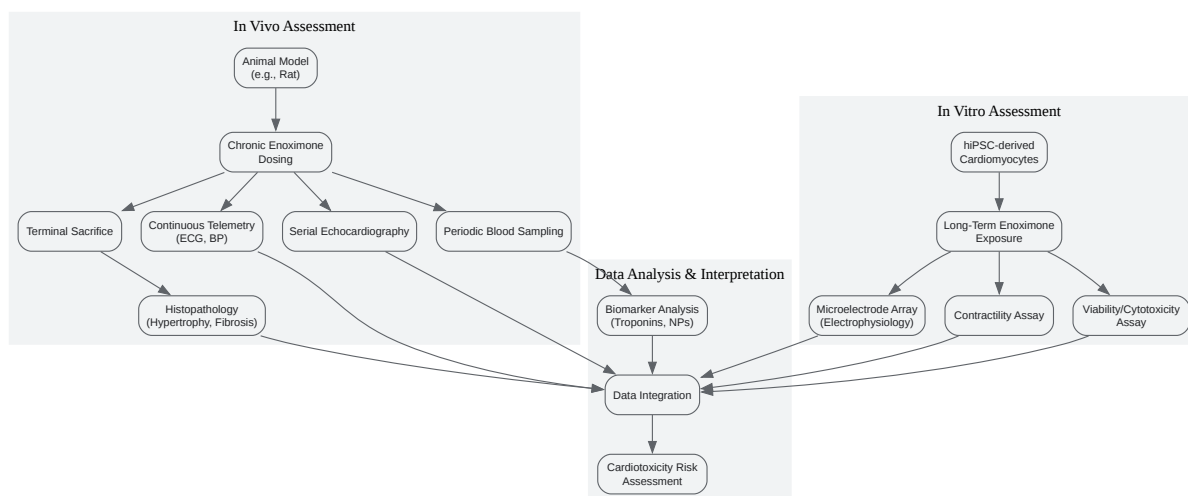 In Vivo Assessment
Animal Model
(e.g., Rat)
Chronic Enoximone
Dosing
Terminal Sacrifice
Continuous Telemetry
(ECG, BP)
Serial Echocardiography
Periodic Blood Sampling
Histopathology
(Hypertrophy, Fibrosis)
Data Analysis & Interpretation
Biomarker Analysis
(Troponins, NPs)
Data Integration
Cardiotoxicity Risk
Assessment
In Vitro Assessment
hiPSC-derived
Cardiomyocytes
Long-Term Enoximone
Exposure
Microelectrode Array
(Electrophysiology)
Contractility Assay
Viability/Cytotoxicity
Assay